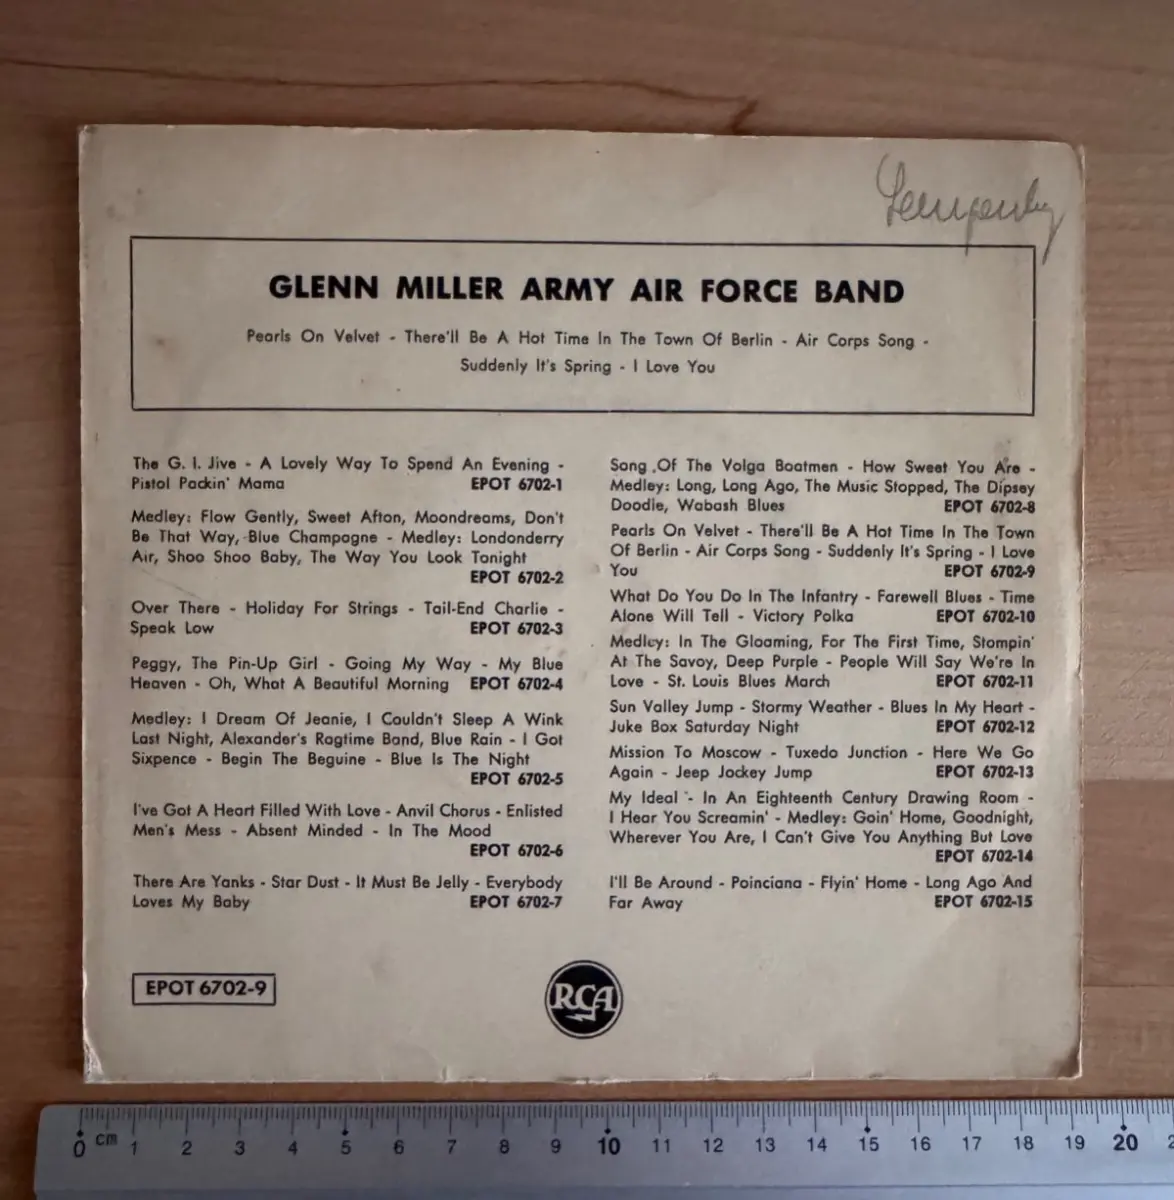 GLENN MILLER ARMY AIR FORCE BAND
Pearls On Velvet - There'll Be A Hot Time In The Town Of Berlin - Air Corps Song -
Suddenly It's Spring - I Love You
The G. I. Jive - A Lovely Way To Spend An Evening -
Pistol Packin' Mama EPOT 6702-1
Medley: Flow Gently, Sweet Afton, Moondreams, Don't
Be That Way, Blue Champagne - Medley: Londonderry
Air, Shoo Shoo Baby, The Way You Look Tonight
EPOT 6702-2
Over There - Holiday For Strings - Tail-End Charlie -
Speak Low EPOT 6702-3
Peggy, The Pin-Up Girl - Going My Way - My Blue
Heaven - Oh, What A Beautiful Morning EPOT 6702-4
Medley: I Dream Of Jeanie, I Couldn't Sleep A Wink
Last Night, Alexander's Ragtime Band, Blue Rain - I Got
Sixpence - Begin The Beguine - Blue Is The Night
EPOT 6702-5
I've Got A Heart Filled With Love - Anvil Chorus - Enlisted
Men's Mess - Absent Minded - In The Mood
EPOT 6702-6
There Are Yanks - Star Dust - It Must Be Jelly - Everybody
Loves My Baby EPOT 6702-7
Song Of The Volga Boatmen - How Sweet You Are -
Medley: Long, Long Ago, The Music Stopped, The Dipsey
Doodle, Wabash Blues EPOT 6702-8
Pearls On Velvet - There'll Be A Hot Time In The Town
Of Berlin - Air Corps Song - Suddenly It's Spring - I Love
You EPOT 6702-9
What Do You Do In The Infantry - Farewell Blues - Time
Alone Will Tell - Victory Polka EPOT 6702-10
Medley: In The Gloaming, For The First Time, Stompin'
At The Savoy, Deep Purple - People Will Say We're In
Love - St. Louis Blues March EPOT 6702-11
Sun Valley Jump - Stormy Weather - Blues In My Heart -
Juke Box Saturday Night EPOT 6702-12
Mission To Moscow - Tuxedo Junction - Here We Go
Again - Jeep Jockey Jump EPOT 6702-13
My Ideal - In An Eighteenth Century Drawing Room -
I Hear You Screamin' - Medley: Goin' Home, Goodnight,
Wherever You Are, I Can't Give You Anything But Love
EPOT 6702-14
I'll Be Around - Poinciana - Flyin' Home - Long Ago And
Far Away EPOT 6702-15
EPOT 6702-9
RCA
0 cm 1 2 3 4 5 6 7 8 9 10 11 12 13 14 15 16 17 18 19 20